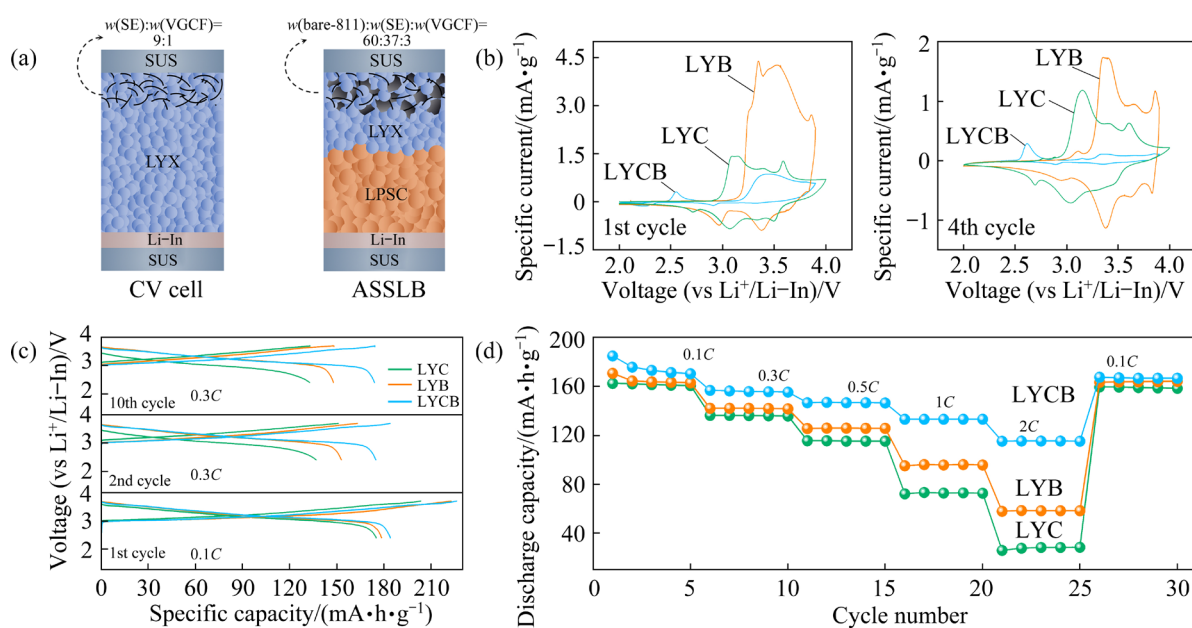 (a)
w(SE):w(VGCF)=
9:1
SUS
LYX
Li−In
SUS
CV cell
w(bare-811):w(SE):w(VGCF)=
60:37:3
SUS
LYX
LPSC
Li−In
SUS
ASSLB
(b)
Specific current/(mA•g⁻¹)
4.5
3.0
1.5
0
−1.5
LYB
LYC
LYCB
1st cycle
2.0 2.5 3.0 3.5 4.0
Voltage (vs Li⁺/Li−In)/V
Specific current/(mA•g⁻¹)
2
1
0
−1
LYB
LYC
LYCB
4th cycle
2.0 2.5 3.0 3.5 4.0
Voltage (vs Li⁺/Li−In)/V
(c)
Voltage (vs Li⁺/Li−In)/V
4
3
2
10th cycle
0.3C
LYC
LYB
LYCB
4
3
2
2nd cycle
0.3C
4
3
2
1st cycle
0.1C
0 30 60 90 120 150 180 210
Specific capacity/(mA•h•g⁻¹)
(d)
Discharge capacity/(mA•h•g⁻¹)
200
160
120
80
40
0.1C
0.3C
0.5C
1C
2C
0.1C
LYCB
LYB
LYC
0 5 10 15 20 25 30
Cycle number